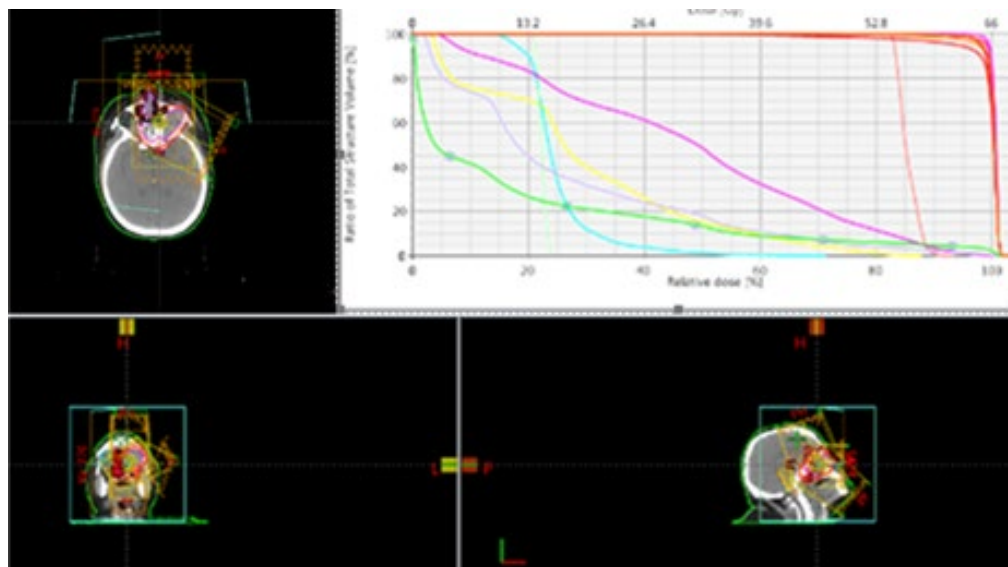 Dose [Gy]
0 13.2 26.4 39.6 52.8 66
Ratio of Total Structure Volume [%]
100
80
60
40
20
0
0 20 40 60 80 100
Relative dose [%]
H
H
L
P